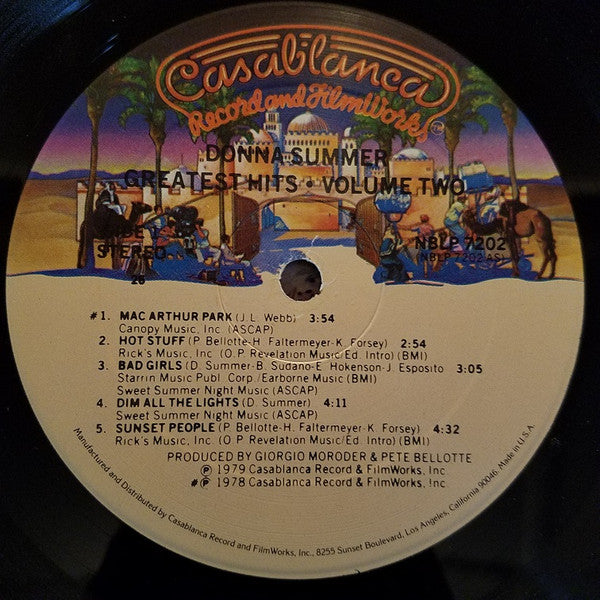 Casablanca
Record and FilmWorks
TM
DONNA SUMMER
GREATEST HITS • VOLUME TWO
STEREO
26
NBLP 7202
(NBLP 7202 AS)
#1. MAC ARTHUR PARK (J. L. Webb) 3:54
Canopy Music, Inc. (ASCAP)
2. HOT STUFF (P. Bellotte-H. Faltermeyer-K. Forsey) 2:54
Rick's Music, Inc. (O.P. Revelation Music/Ed. Intro) (BMI)
3. BAD GIRLS (D. Summer-B. Sudano-E. Hokenson-J. Esposito 3:05
Starrin Music Publ. Corp./Earborne Music (BMI)
Sweet Summer Night Music (ASCAP)
4. DIM ALL THE LIGHTS (D. Summer) 4:11
Sweet Summer Night Music (ASCAP)
5. SUNSET PEOPLE (P. Bellotte-H. Faltermeyer-K. Forsey) 4:32
Rick's Music, Inc. (O.P. Revelation Music/Ed. Intro) (BMI)
PRODUCED BY GIORGIO MORODER & PETE BELLOTTE
℗ 1979 Casablanca Record & FilmWorks, Inc.
#℗ 1978 Casablanca Record & FilmWorks, Inc.
Manufactured and Distributed by Casablanca Record and FilmWorks, Inc., 8255 Sunset Boulevard, Los Angeles, California 90046. Made in U.S.A.